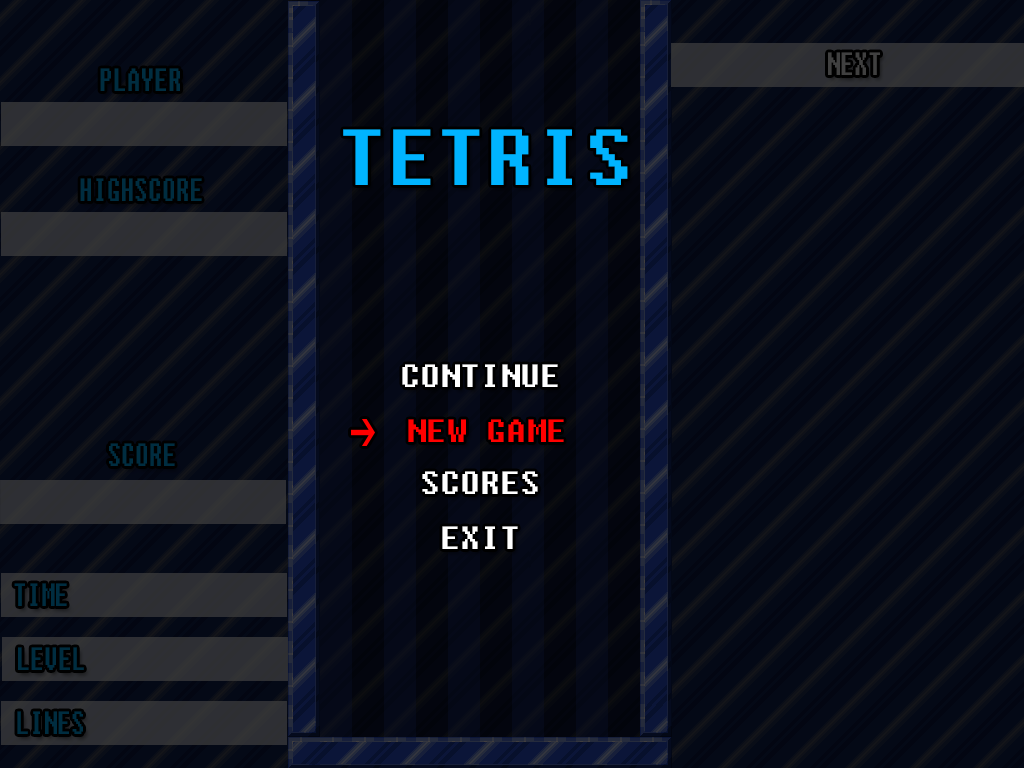 PLAYER
HIGHSCORE
SCORE
TIME
LEVEL
LINES
TETRIS
CONTINUE
→ NEW GAME
SCORES
EXIT
NEXT